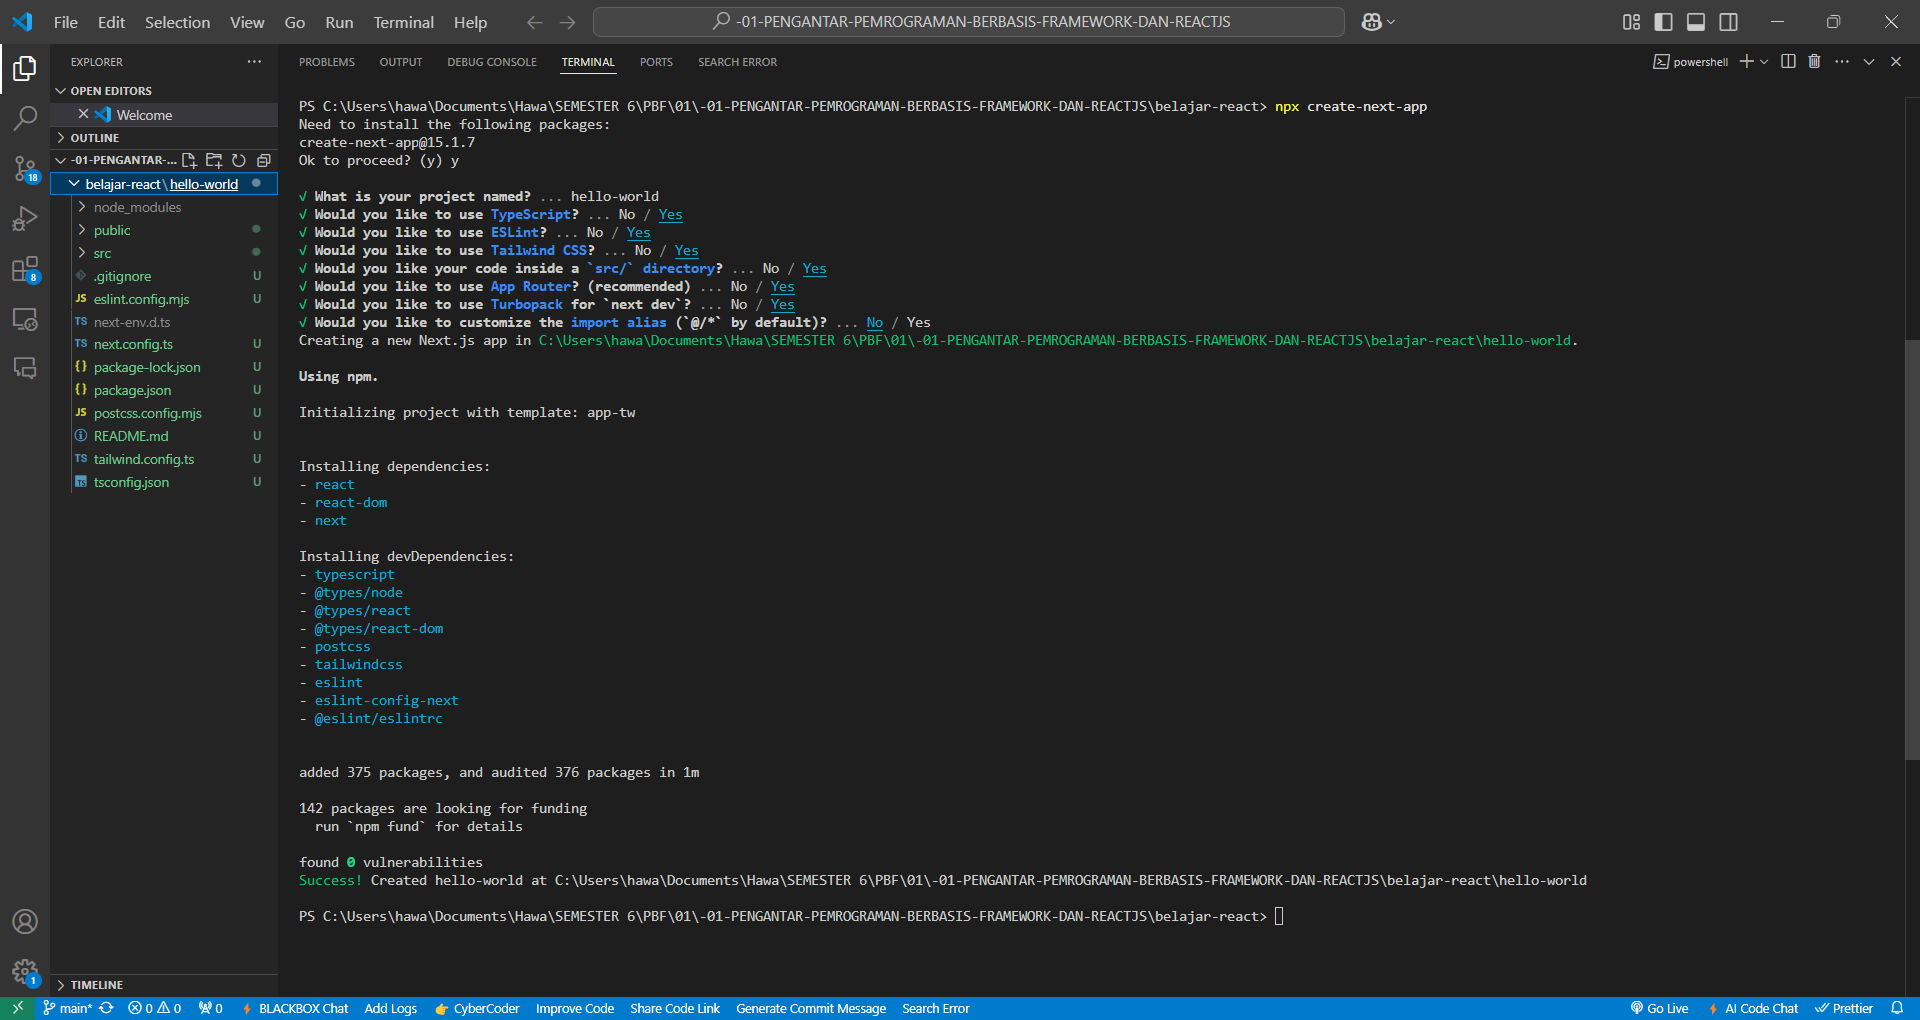 File Edit Selection View Go Run Terminal Help
-01-PENGANTAR-PEMROGRAMAN-BERBASIS-FRAMEWORK-DAN-REACTJS
EXPLORER
OPEN EDITORS
Welcome
OUTLINE
-01-PENGANTAR-...
belajar-react\hello-world
node_modules
public
src
.gitignore U
JS eslint.config.mjs U
TS next-env.d.ts
TS next.config.ts U
{} package-lock.json U
{} package.json U
JS postcss.config.mjs U
README.md U
TS tailwind.config.ts U
TS tsconfig.json U
TIMELINE
18
8
1
PROBLEMS OUTPUT DEBUG CONSOLE TERMINAL PORTS SEARCH ERROR
powershell
PS C:\Users\hawa\Documents\Hawa\SEMESTER 6\PBF\01\-01-PENGANTAR-PEMROGRAMAN-BERBASIS-FRAMEWORK-DAN-REACTJS\belajar-react> npx create-next-app
Need to install the following packages:
create-next-app@15.1.7
Ok to proceed? (y) y
√ What is your project named? ... hello-world
√ Would you like to use TypeScript? ... No / Yes
√ Would you like to use ESLint? ... No / Yes
√ Would you like to use Tailwind CSS? ... No / Yes
√ Would you like your code inside a `src/` directory? ... No / Yes
√ Would you like to use App Router? (recommended) ... No / Yes
√ Would you like to use Turbopack for `next dev`? ... No / Yes
√ Would you like to customize the import alias (`@/*` by default)? ... No / Yes
Creating a new Next.js app in C:\Users\hawa\Documents\Hawa\SEMESTER 6\PBF\01\-01-PENGANTAR-PEMROGRAMAN-BERBASIS-FRAMEWORK-DAN-REACTJS\belajar-react\hello-world.
Using npm.
Initializing project with template: app-tw
Installing dependencies:
- react
- react-dom
- next
Installing devDependencies:
- typescript
- @types/node
- @types/react
- @types/react-dom
- postcss
- tailwindcss
- eslint
- eslint-config-next
- @eslint/eslintrc
added 375 packages, and audited 376 packages in 1m
142 packages are looking for funding
run `npm fund` for details
found 0 vulnerabilities
Success! Created hello-world at C:\Users\hawa\Documents\Hawa\SEMESTER 6\PBF\01\-01-PENGANTAR-PEMROGRAMAN-BERBASIS-FRAMEWORK-DAN-REACTJS\belajar-react\hello-world
PS C:\Users\hawa\Documents\Hawa\SEMESTER 6\PBF\01\-01-PENGANTAR-PEMROGRAMAN-BERBASIS-FRAMEWORK-DAN-REACTJS\belajar-react>
main* 0 0 0 BLACKBOX Chat Add Logs CyberCoder Improve Code Share Code Link Generate Commit Message Search Error Go Live AI Code Chat Prettier